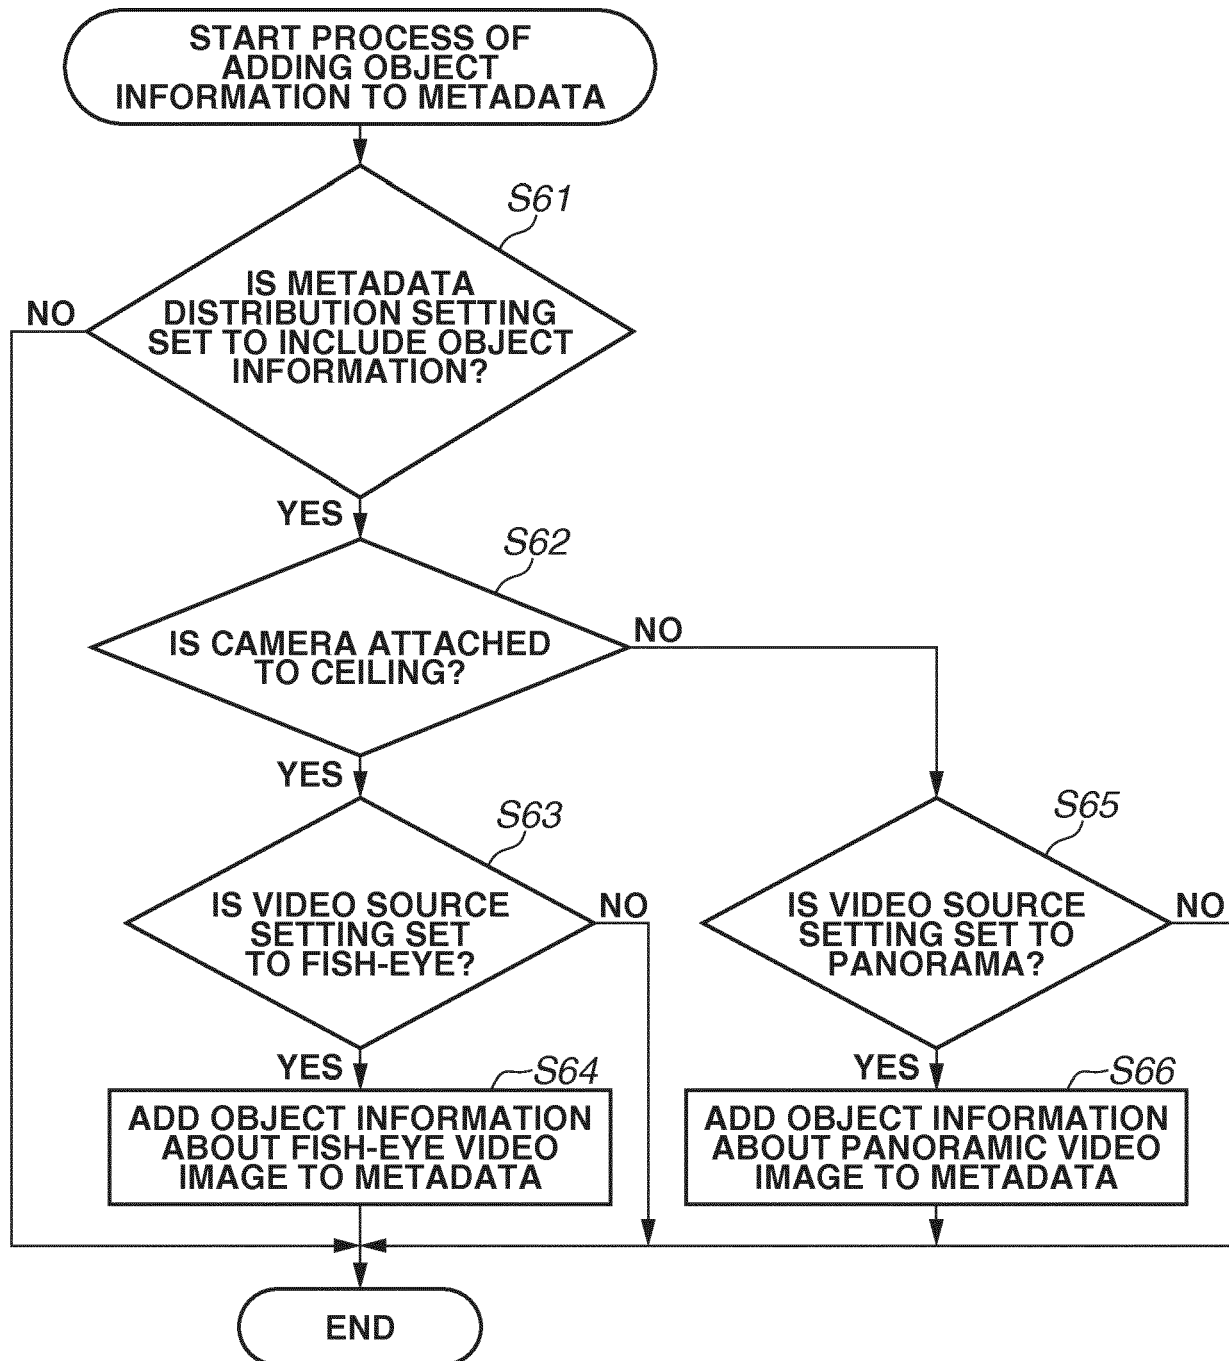 START PROCESS OF
ADDING OBJECT
INFORMATION TO METADATA
S61
IS METADATA
DISTRIBUTION SETTING
SET TO INCLUDE OBJECT
INFORMATION?
NO
YES
S62
IS CAMERA ATTACHED
TO CEILING?
NO
YES
S63
IS VIDEO SOURCE
SETTING SET
TO FISH-EYE?
NO
YES
S64
ADD OBJECT INFORMATION
ABOUT FISH-EYE VIDEO
IMAGE TO METADATA
S65
IS VIDEO SOURCE
SETTING SET TO
PANORAMA?
NO
YES
S66
ADD OBJECT INFORMATION
ABOUT PANORAMIC VIDEO
IMAGE TO METADATA
END